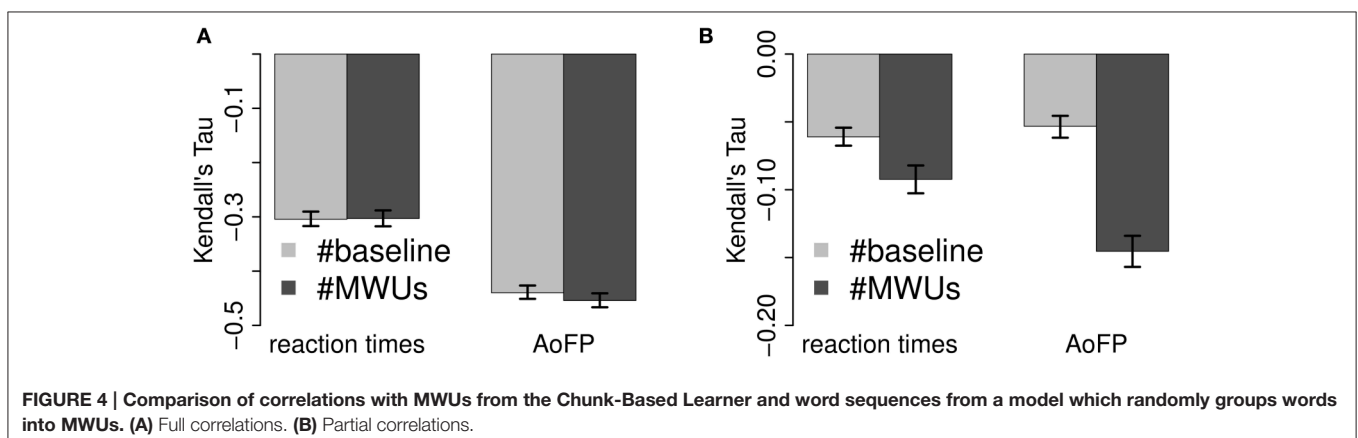 A
Kendall's Tau
−0.1
−0.3
−0.5
#baseline
#MWUs
reaction times
AoFP
B
Kendall's Tau
0.00
−0.10
−0.20
#baseline
#MWUs
reaction times
AoFP
FIGURE 4 | Comparison of correlations with MWUs from the Chunk-Based Learner and word sequences from a model which randomly groups words
into MWUs. (A) Full correlations. (B) Partial correlations.